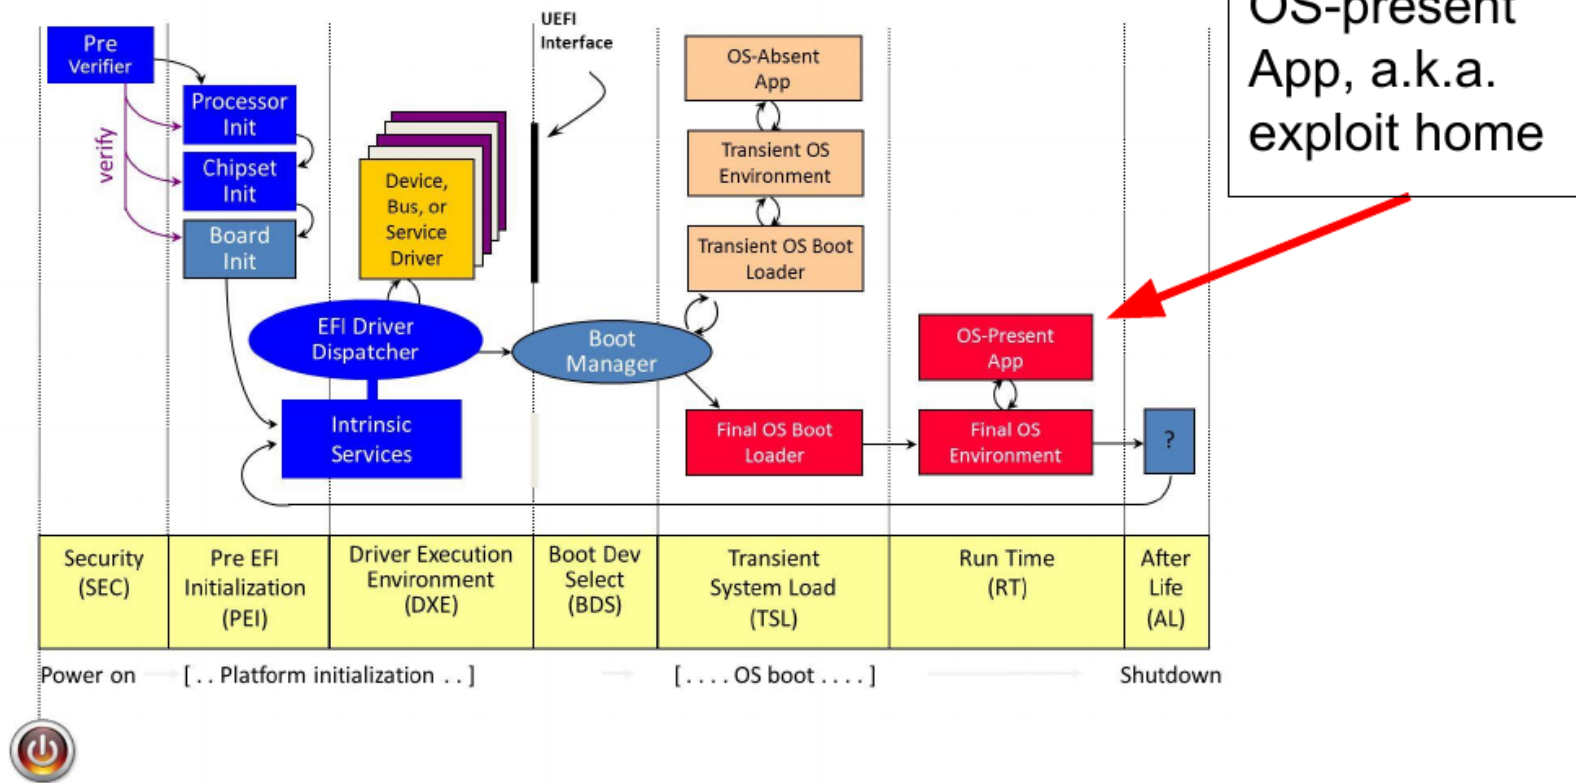 UEFI
Interface
OS-present
App, a.k.a.
exploit home
Pre
Verifier
verify
Processor
Init
Chipset
Init
Board
Init
Device,
Bus, or
Service
Driver
EFI Driver
Dispatcher
Intrinsic
Services
Boot
Manager
OS-Absent
App
Transient OS
Environment
Transient OS Boot
Loader
Final OS Boot
Loader
OS-Present
App
Final OS
Environment
?
Security
(SEC)
Pre EFI
Initialization
(PEI)
Driver Execution
Environment
(DXE)
Boot Dev
Select
(BDS)
Transient
System Load
(TSL)
Run Time
(RT)
After
Life
(AL)
Power on
[ . . Platform initialization . . ]
[ . . . . OS boot . . . . ]
Shutdown